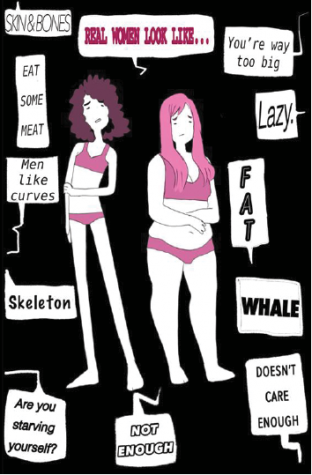 SKIN&BONES
REAL WOMEN LOOK LIKE...
You're way
too big
EAT
SOME
MEAT
Lazy.
Men
like
curves
FAT
Skeleton
WHALE
Are you
starving
yourself?
NOT
ENOUGH
DOESN'T
CARE
ENOUGH